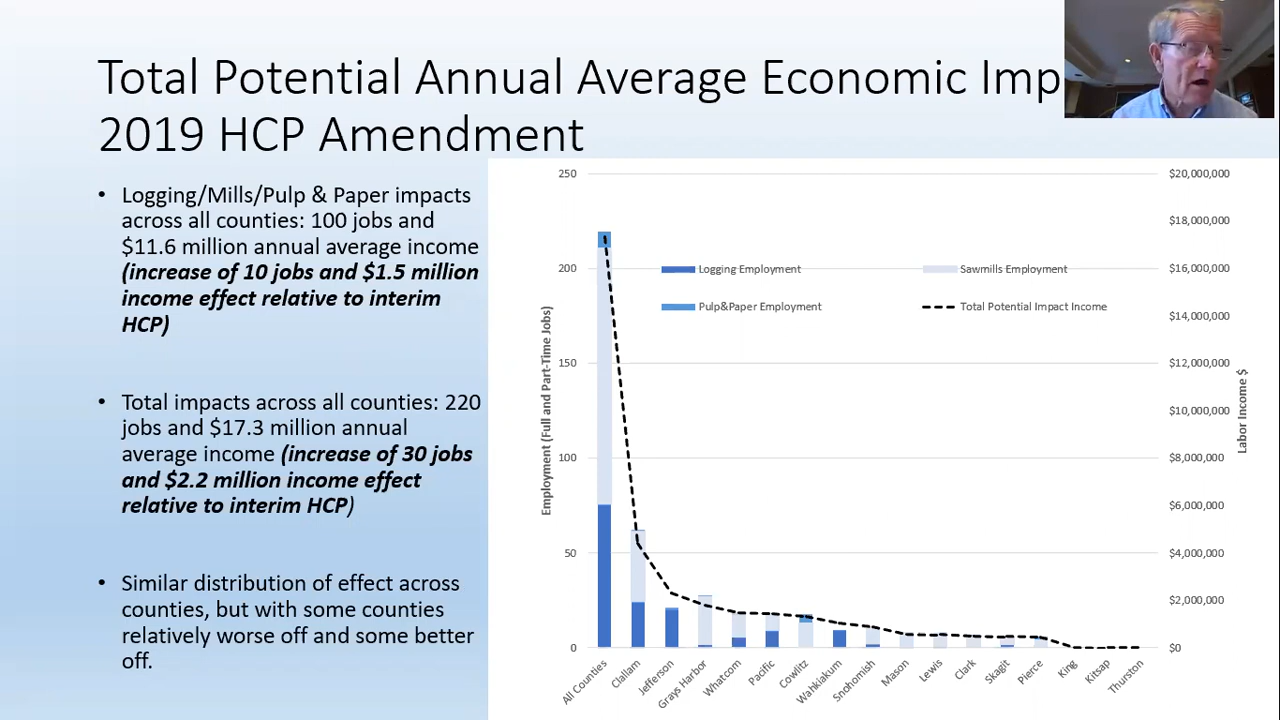 Total Potential Annual Average Economic Imp
2019 HCP Amendment
• Logging/Mills/Pulp & Paper impacts
across all counties: 100 jobs and
$11.6 million annual average income
(increase of 10 jobs and $1.5 million
income effect relative to interim
HCP)
• Total impacts across all counties: 220
jobs and $17.3 million annual
average income (increase of 30 jobs
and $2.2 million income effect
relative to interim HCP)
• Similar distribution of effect across
counties, but with some counties
relatively worse off and some better
off.
Employment (Full and Part-Time Jobs)
250
200
150
100
50
0
Logging Employment
Sawmills Employment
Pulp&Paper Employment
Total Potential Impact Income
$20,000,000
$18,000,000
$16,000,000
$14,000,000
$12,000,000
$10,000,000
$8,000,000
$6,000,000
$4,000,000
$2,000,000
$0
Labor Income $
All Counties
Clallam
Jefferson
Grays Harbor
Whatcom
Pacific
Cowlitz
Wahkiakum
Snohomish
Mason
Lewis
Clark
Skagit
Pierce
King
Kitsap
Thurston